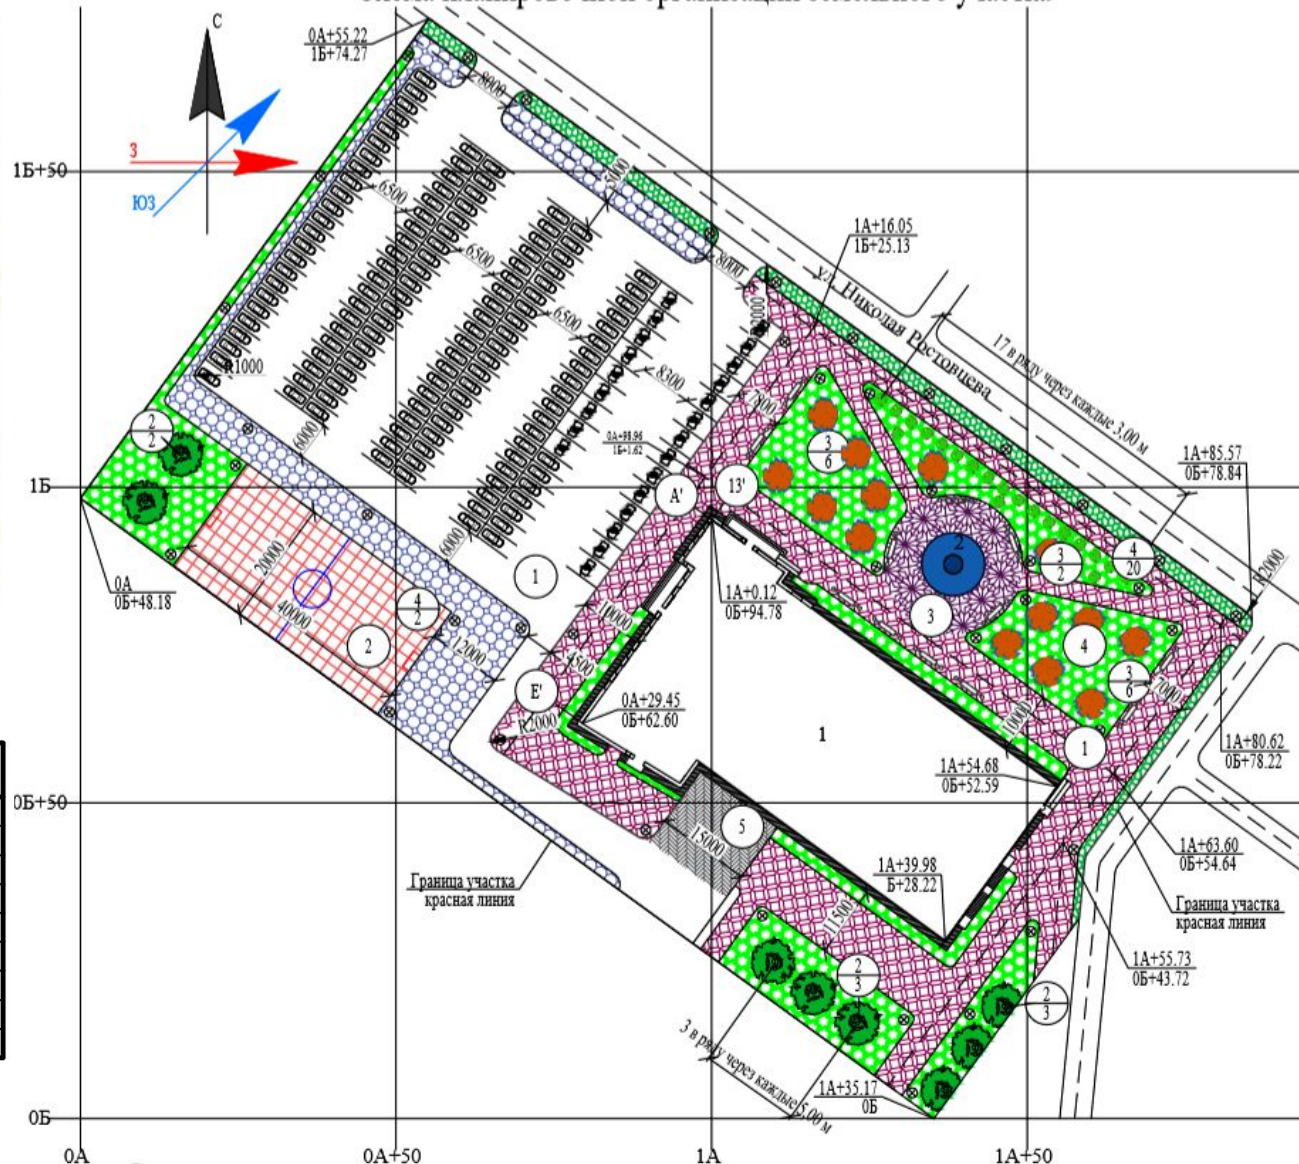 С
0А+55.22
1Б+74.27
8000
З
ЮЗ
1Б+50
6500
5000
6500
8000
1А+16.05
1Б+25.13
ул. Николая Ростовцева
17 в ряду через каждые 3,00 м
6500
R2000
R1000
8300
7800
2
2
6000
0А+98.96
1Б+1.62
3
6
1А+85.57
0Б+78.84
1Б
А'
13'
20000
6000
2
3
2
4
20
R2000
0А
0Б+48.18
1
1А+0.12
0Б+94.78
40000
4
2
10000
3
4
2
12000
4500
3
6
7000
Е'
0А+29.45
0Б+62.60
R2000
10000
1
1
1А+80.62
0Б+78.22
1А+54.68
0Б+52.59
0Б+50
5
15000
1А+63.60
0Б+54.64
Граница участка
красная линия
1А+39.98
Б+28.22
Граница участка
красная линия
11500
2
3
1А+55.73
0Б+43.72
2
3
3 в ряду через каждые 5,00 м
1А+35.17
0Б
0Б
0А
0А+50
1А
1А+50